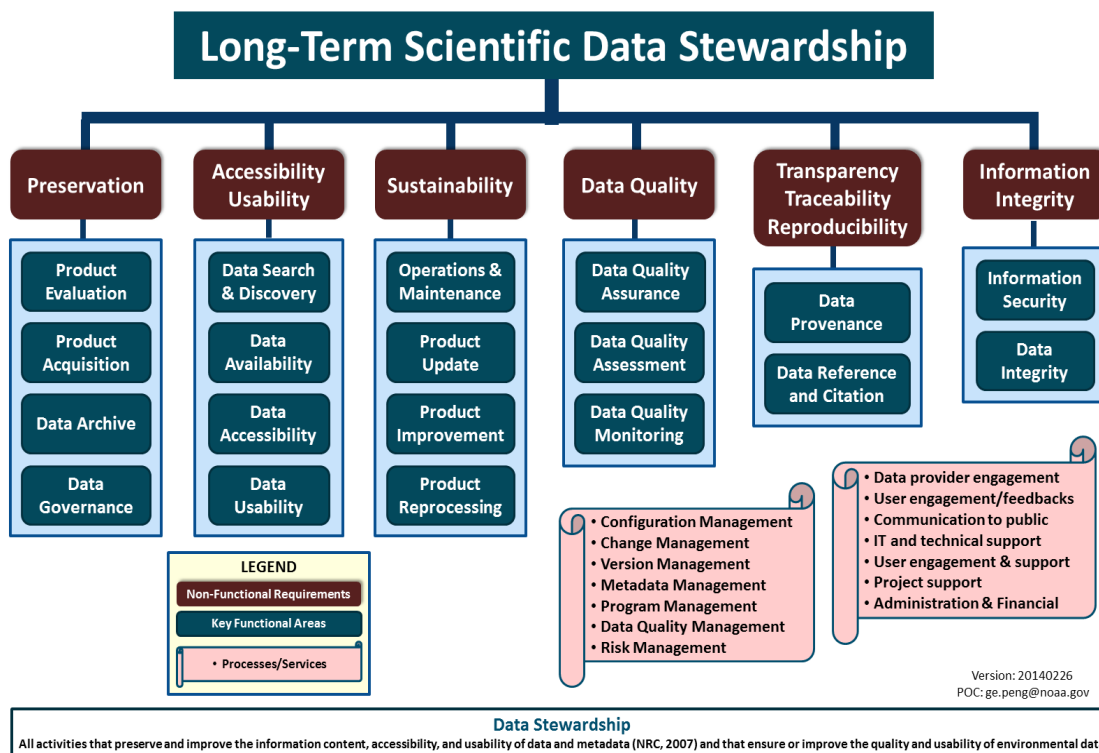 Long-Term Scientific Data Stewardship
Preservation
Product
Evaluation
Product
Acquisition
Data Archive
Data
Governance
Accessibility
Usability
Data Search
& Discovery
Data
Availability
Data
Accessibility
Data
Usability
Sustainability
Operations &
Maintenance
Product
Update
Product
Improvement
Product
Reprocessing
Data Quality
Data Quality
Assurance
Data Quality
Assessment
Data Quality
Monitoring
Transparency
Traceability
Reproducibility
Data
Provenance
Data Reference
and Citation
Information
Integrity
Information
Security
Data
Integrity
LEGEND
Non-Functional Requirements
Key Functional Areas
• Processes/Services
• Configuration Management
• Change Management
• Version Management
• Metadata Management
• Program Management
• Data Quality Management
• Risk Management
• Data provider engagement
• User engagement/feedbacks
• Communication to public
• IT and technical support
• User engagement & support
• Project support
• Administration & Financial
Version: 20140226
POC: ge.peng@noaa.gov
Data Stewardship
All activities that preserve and improve the information content, accessibility, and usability of data and metadata (NRC, 2007) and that ensure or improve the quality and usability of environmental